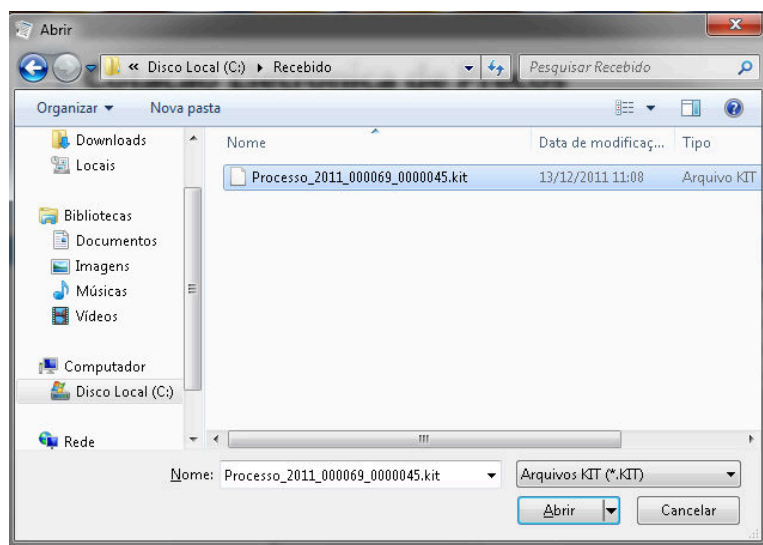 Abrir
« Disco Local (C:) ▸ Recebido
Pesquisar Recebido
Organizar
Nova pasta
Nome
Data de modificaç...
Tipo
Processo_2011_000069_0000045.kit
13/12/2011 11:08
Arquivo KIT
Downloads
Locais
Bibliotecas
Documentos
Imagens
Músicas
Vídeos
Computador
Disco Local (C:)
Rede
Nome: Processo_2011_000069_0000045.kit
Arquivos KIT (*.KIT)
Abrir
Cancelar